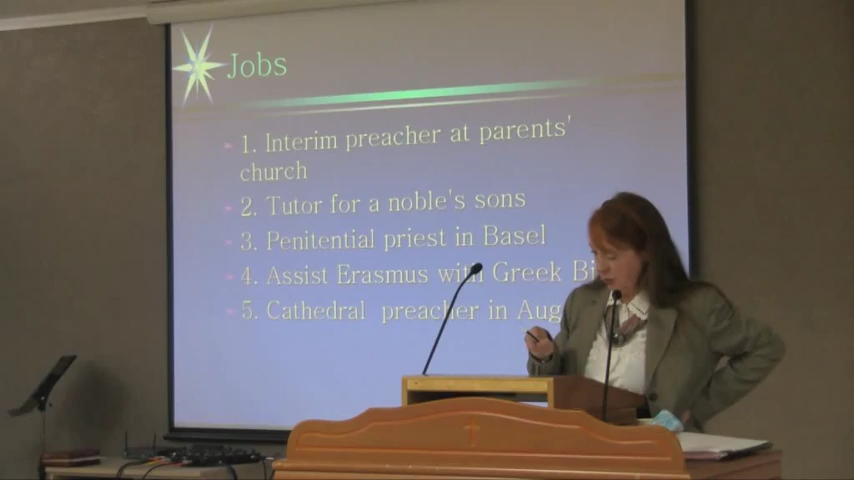 Jobs
1. Interim preacher at parents'
church
2. Tutor for a noble's sons
3. Penitential priest in Basel
4. Assist Erasmus with Greek
5. Cathedral preacher in